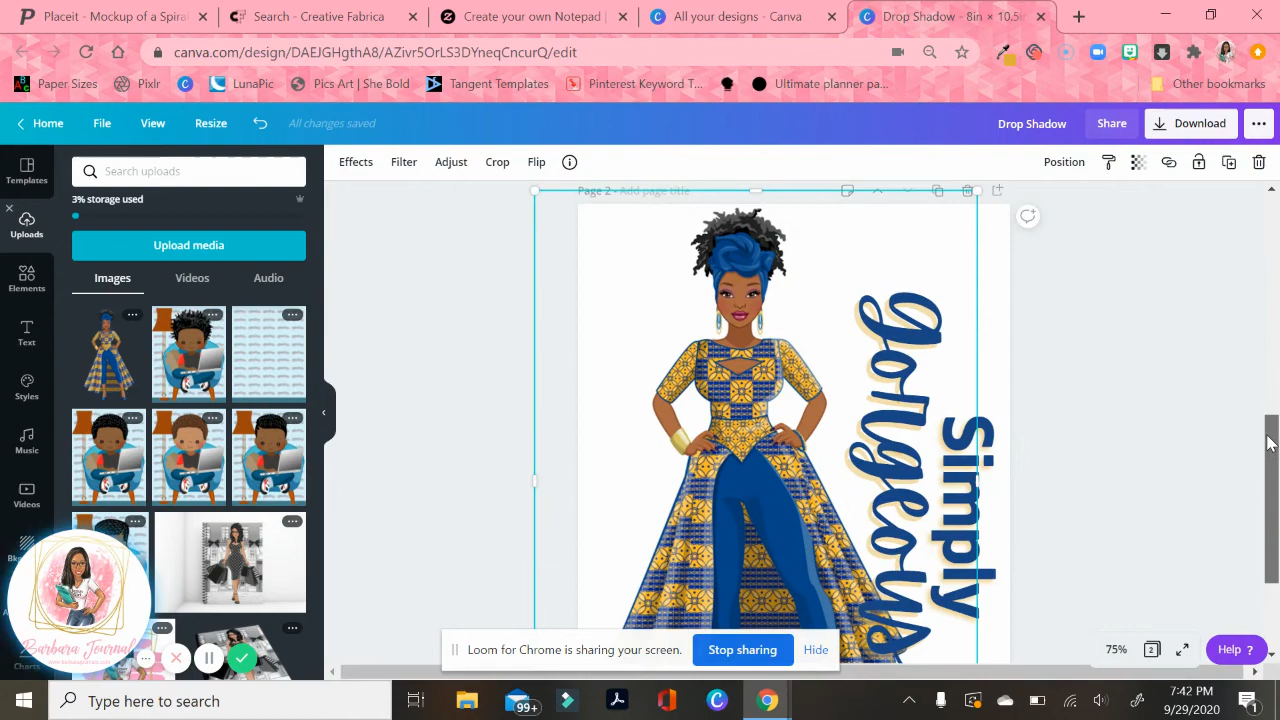 Placeit - Mockup of a Spiral
Search - Creative Fabrica
Create your own Notepad
All your designs - Canva
Drop Shadow - 8in × 10.5in
canva.com/design/DAEJGHgthA8/AZivr5OrLS3DYneqCncurQ/edit
Paper Sizes
Pixlr
LunaPic
Pics Art | She Bold
Tangent Templates
Pinterest Keyword T...
Ultimate planner pa...
Other bookmarks
Home
File
View
Resize
All changes saved
Drop Shadow
Share
Download
Templates
Uploads
Elements
Text
Styles
Music
Videos
Search uploads
3% storage used
Upload media
Images
Videos
Audio
Effects
Filter
Adjust
Crop
Flip
Position
Page 2 - Add page title
Simply
gorgeous
Barbara Journal
Charts
Loom for Chrome is sharing your screen.
Stop sharing
Hide
75%
2
Help ?
Type here to search
99+
7:42 PM
9/29/2020
1